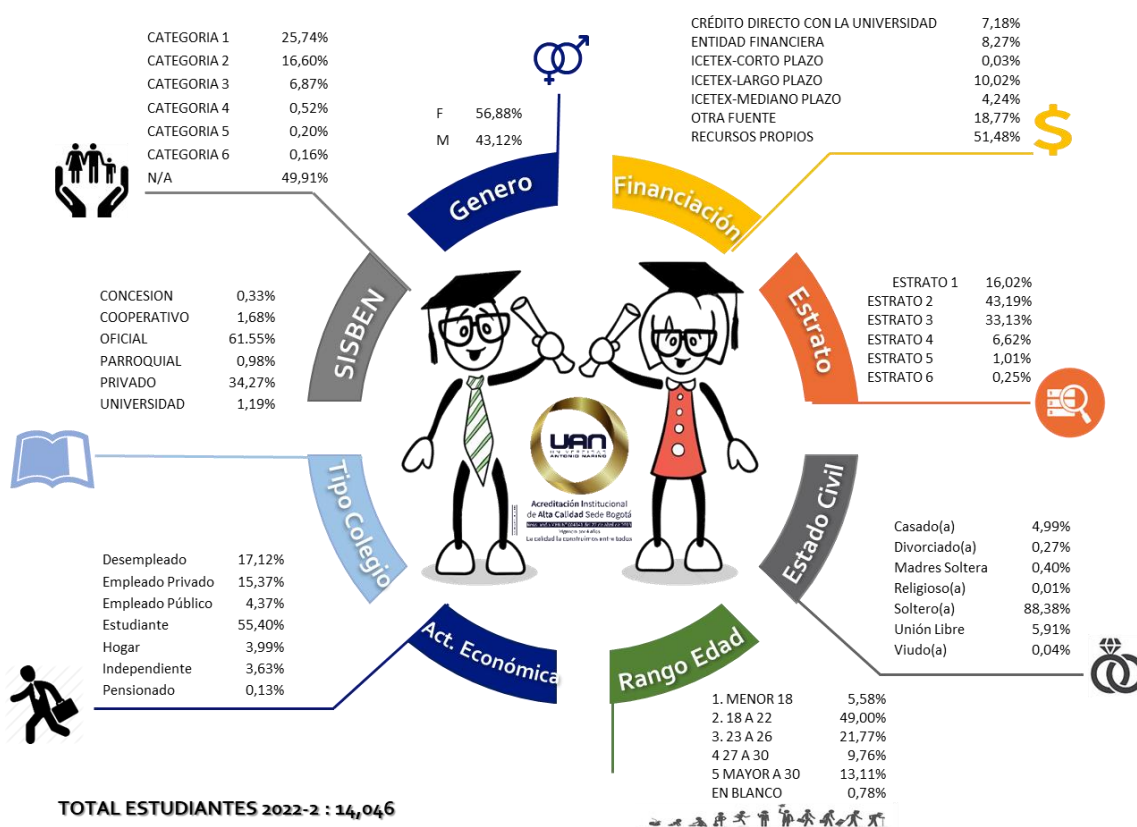 CATEGORIA 1 25,74%
CATEGORIA 2 16,60%
CATEGORIA 3 6,87%
CATEGORIA 4 0,52%
CATEGORIA 5 0,20%
CATEGORIA 6 0,16%
N/A 49,91%
SISBEN
F 56,88%
M 43,12%
Genero
CRÉDITO DIRECTO CON LA UNIVERSIDAD 7,18%
ENTIDAD FINANCIERA 8,27%
ICETEX-CORTO PLAZO 0,03%
ICETEX-LARGO PLAZO 10,02%
ICETEX-MEDIANO PLAZO 4,24%
OTRA FUENTE 18,77%
RECURSOS PROPIOS 51,48%
$
Financiación
ESTRATO 1 16,02%
ESTRATO 2 43,19%
ESTRATO 3 33,13%
ESTRATO 4 6,62%
ESTRATO 5 1,01%
ESTRATO 6 0,25%
Estrato
CONCESION 0,33%
COOPERATIVO 1,68%
OFICIAL 61.55%
PARROQUIAL 0,98%
PRIVADO 34,27%
UNIVERSIDAD 1,19%
Tipo Colegio
UAN
UNIVERSIDAD
ANTONIO NARIÑO
Acreditación Institucional
de Alta Calidad Sede Bogotá
La calidad la construimos entre todos
Casado(a) 4,99%
Divorciado(a) 0,27%
Madres Soltera 0,40%
Religioso(a) 0,01%
Soltero(a) 88,38%
Unión Libre 5,91%
Viudo(a) 0,04%
Estado Civil
Desempleado 17,12%
Empleado Privado 15,37%
Empleado Público 4,37%
Estudiante 55,40%
Hogar 3,99%
Independiente 3,63%
Pensionado 0,13%
Act. Económica
Rango Edad
1. MENOR 18 5,58%
2. 18 A 22 49,00%
3. 23 A 26 21,77%
4 27 A 30 9,76%
5 MAYOR A 30 13,11%
EN BLANCO 0,78%
TOTAL ESTUDIANTES 2022-2 : 14,046